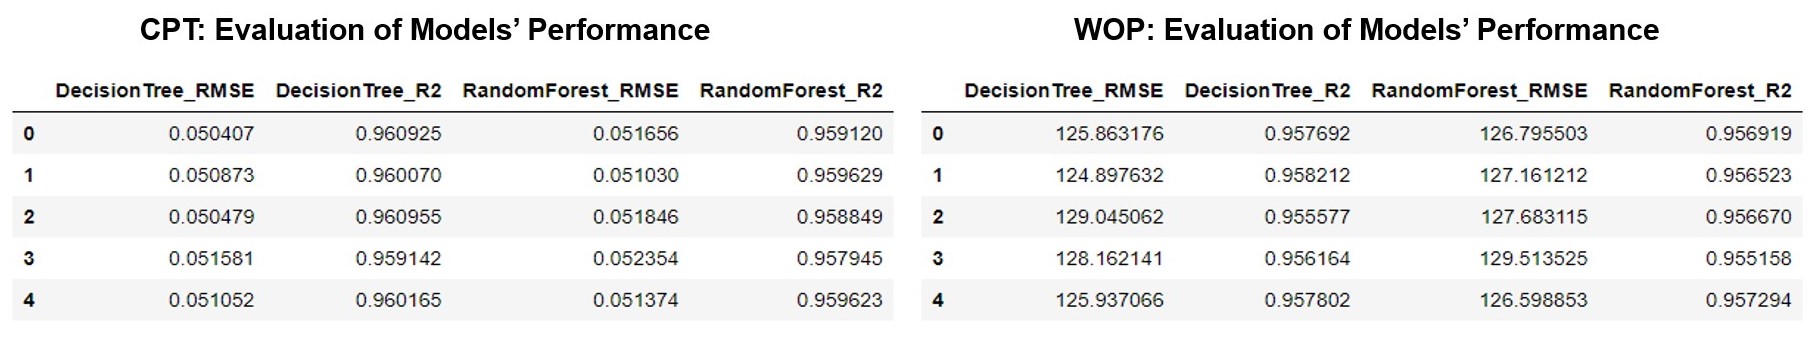 CPT: Evaluation of Models’ Performance
DecisionTree_RMSE DecisionTree_R2 RandomForest_RMSE RandomForest_R2
0 0.050407 0.960925 0.051656 0.959120
1 0.050873 0.960070 0.051030 0.959629
2 0.050479 0.960955 0.051846 0.958849
3 0.051581 0.959142 0.052354 0.957945
4 0.051052 0.960165 0.051374 0.959623
WOP: Evaluation of Models’ Performance
DecisionTree_RMSE DecisionTree_R2 RandomForest_RMSE RandomForest_R2
0 125.863176 0.957692 126.795503 0.956919
1 124.897632 0.958212 127.161212 0.956523
2 129.045062 0.955577 127.683115 0.956670
3 128.162141 0.956164 129.513525 0.955158
4 125.937066 0.957802 126.598853 0.957294